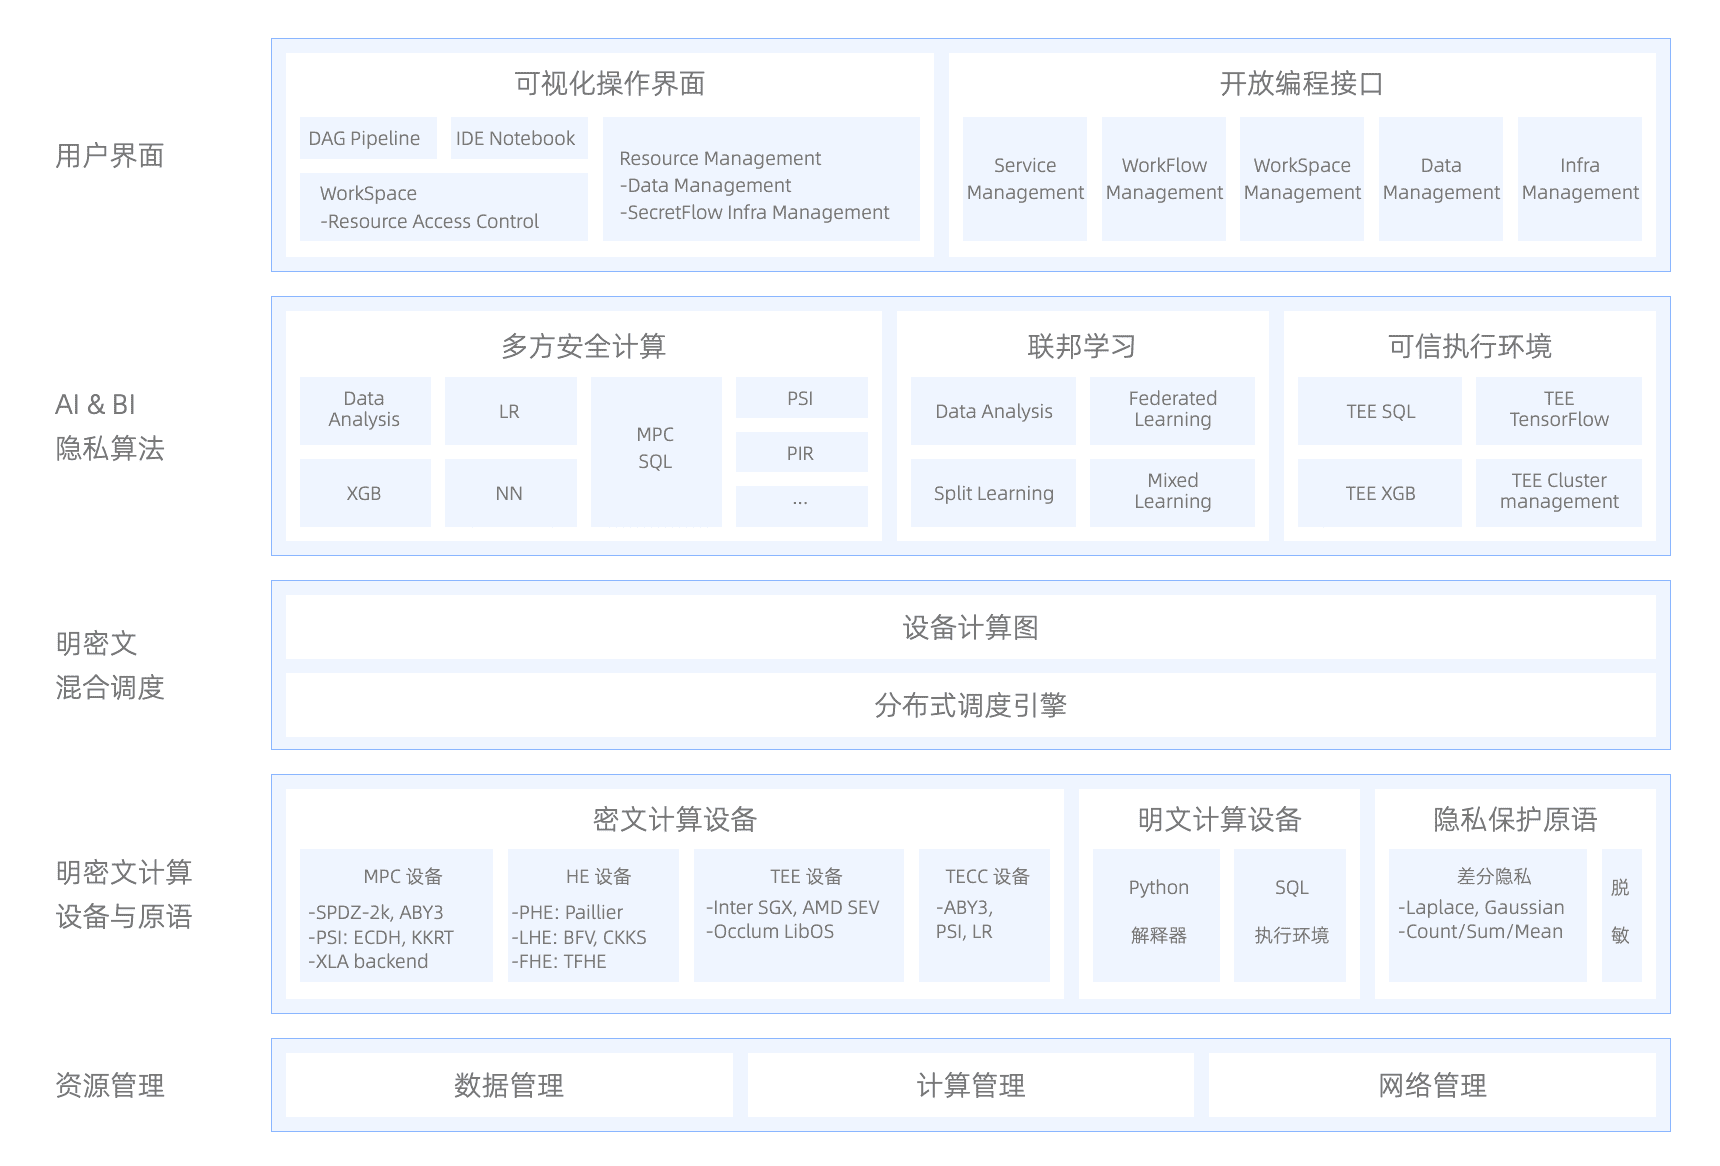 用户界面
可视化操作界面
DAG Pipeline
IDE Notebook
WorkSpace
-Resource Access Control
Resource Management
-Data Management
-SecretFlow Infra Management
开放编程接口
Service
Management
WorkFlow
Management
WorkSpace
Management
Data
Management
Infra
Management
AI & BI
隐私算法
多方安全计算
Data
Analysis
LR
XGB
NN
MPC
SQL
PSI
PIR
...
联邦学习
Data Analysis
Federated
Learning
Split Learning
Mixed
Learning
可信执行环境
TEE SQL
TEE
TensorFlow
TEE XGB
TEE Cluster
management
明密文
混合调度
设备计算图
分布式调度引擎
明密文计算
设备与原语
密文计算设备
MPC 设备
-SPDZ-2k, ABY3
-PSI: ECDH, KKRT
-XLA backend
HE 设备
-PHE: Paillier
-LHE: BFV, CKKS
-FHE: TFHE
TEE 设备
-Inter SGX, AMD SEV
-Occlum LibOS
TECC 设备
-ABY3,
PSI, LR
明文计算设备
Python
解释器
SQL
执行环境
隐私保护原语
差分隐私
-Laplace, Gaussian
-Count/Sum/Mean
脱
敏
资源管理
数据管理
计算管理
网络管理